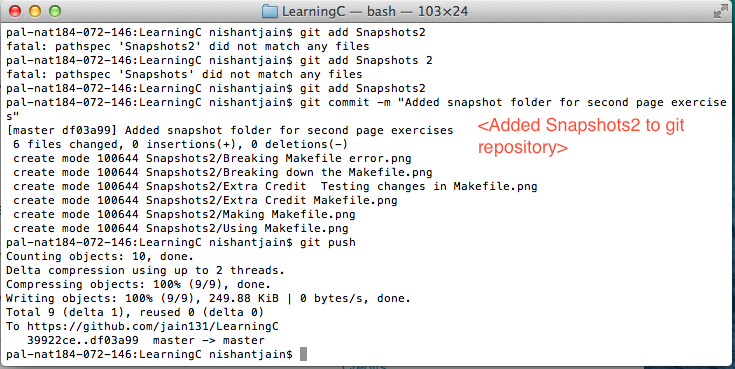 LearningC — bash — 103×24
pal-nat184-072-146:LearningC nishantjain$ git add Snapshots2
fatal: pathspec 'Snapshots2' did not match any files
pal-nat184-072-146:LearningC nishantjain$ git add Snapshots 2
fatal: pathspec 'Snapshots' did not match any files
pal-nat184-072-146:LearningC nishantjain$ git add Snapshots2
pal-nat184-072-146:LearningC nishantjain$ git commit -m "Added snapshot folder for second page exercise
s"
[master df03a99] Added snapshot folder for second page exercises
<Added Snapshots2 to git
repository>
 6 files changed, 0 insertions(+), 0 deletions(-)
 create mode 100644 Snapshots2/Breaking Makefile error.png
 create mode 100644 Snapshots2/Breaking down the Makefile.png
 create mode 100644 Snapshots2/Extra Credit  Testing changes in Makefile.png
 create mode 100644 Snapshots2/Extra Credit Makefile.png
 create mode 100644 Snapshots2/Making Makefile.png
 create mode 100644 Snapshots2/Using Makefile.png
pal-nat184-072-146:LearningC nishantjain$ git push
Counting objects: 10, done.
Delta compression using up to 2 threads.
Compressing objects: 100% (9/9), done.
Writing objects: 100% (9/9), 249.88 KiB | 0 bytes/s, done.
Total 9 (delta 1), reused 0 (delta 0)
To https://github.com/jain131/LearningC
   39922ce..df03a99  master -> master
pal-nat184-072-146:LearningC nishantjain$